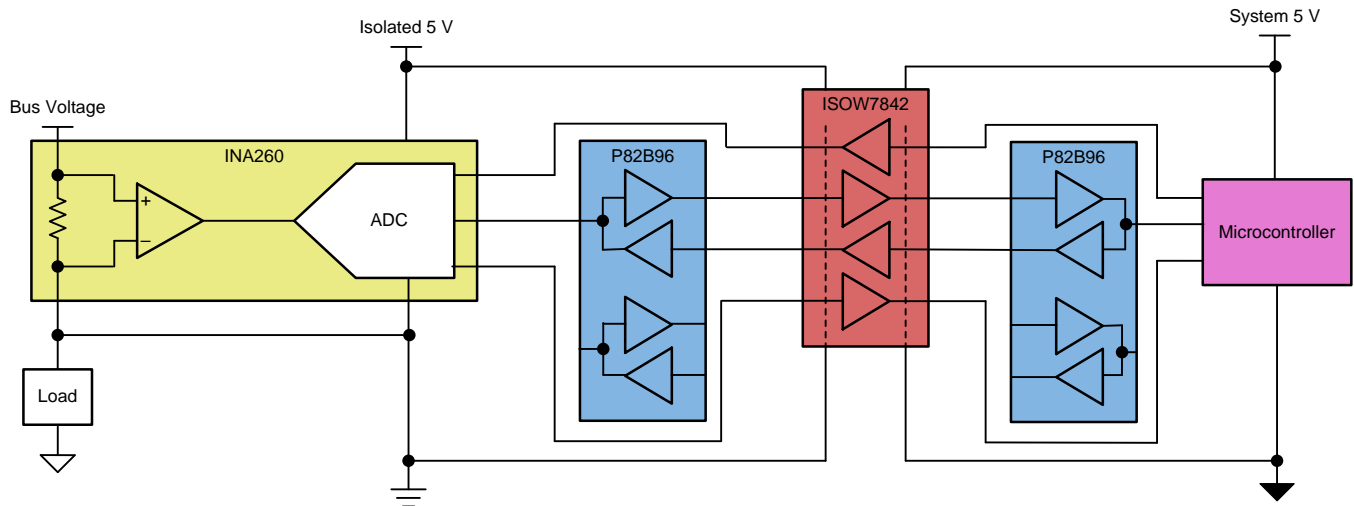 Isolated 5 V
System 5 V
Bus Voltage
ISOW7842
INA260
P82B96
P82B96
+
−
ADC
Microcontroller
Load